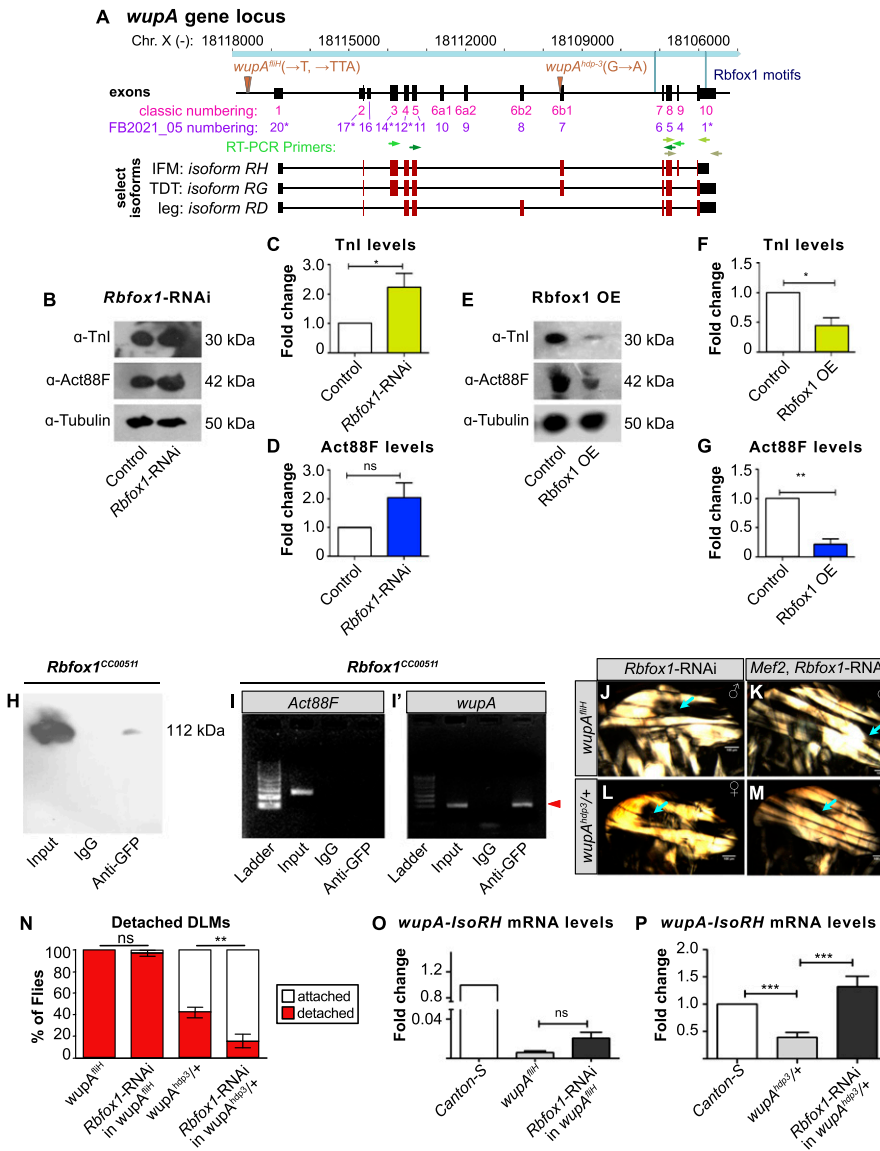 A wupA gene locus
Chr. X (-): 18118000 18115000 18112000 18109000 18106000
wupA^fliH(→T, →TTA) wupA^hdp-3(G→A) Rbfox1 motifs
exons
classic numbering: 1 2 3 4 5 6a1 6a2 6b2 6b1 7 8 9 10
FB2021_05 numbering: 20* 17* 16 14* 12* 11 10 9 8 7 6 5 4 1*
RT-PCR Primers:
select isoforms
IFM: isoform RH
TDT: isoform RG
leg: isoform RD
B Rbfox1-RNAi
α-TnI 30 kDa
α-Act88F 42 kDa
α-Tubulin 50 kDa
Control Rbfox1-RNAi
C TnI levels
Fold change
3.0
2.0
1.0
0
*
Control Rbfox1-RNAi
D Act88F levels
Fold change
3.0
2.0
1.0
0
ns
Control Rbfox1-RNAi
E Rbfox1 OE
α-TnI 30 kDa
α-Act88F 42 kDa
α-Tubulin 50 kDa
Control Rbfox1 OE
F TnI levels
Fold change
1.5
1.0
0.5
0
*
Control Rbfox1 OE
G Act88F levels
Fold change
1.5
1.0
0.5
0
**
Control Rbfox1 OE
Rbfox1^CC00511
H
112 kDa
Input IgG Anti-GFP
Rbfox1^CC00511
I Act88F I' wupA
Ladder Input IgG Anti-GFP Ladder Input IgG Anti-GFP
Rbfox1-RNAi Mef2, Rbfox1-RNA
wupA^fliH J ♂ K
wupA^hdp3/+ L ♀ M
N Detached DLMs
% of Flies
100
80
60
40
20
0
ns **
wupA^fliH
Rbfox1-RNAi in wupA^fliH
wupA^hdp3/+
Rbfox1-RNAi in wupA^hdp3/+
attached
detached
O wupA-IsoRH mRNA levels
Fold change
1.2
0.8
0.04
ns
Canton-S
wupA^fliH
Rbfox1-RNAi in wupA^fliH
P wupA-IsoRH mRNA levels
Fold change
2.0
1.5
1.0
0.5
*** ***
Canton-S
wupA^hdp3/+
Rbfox1-RNAi in wupA^hdp3/+